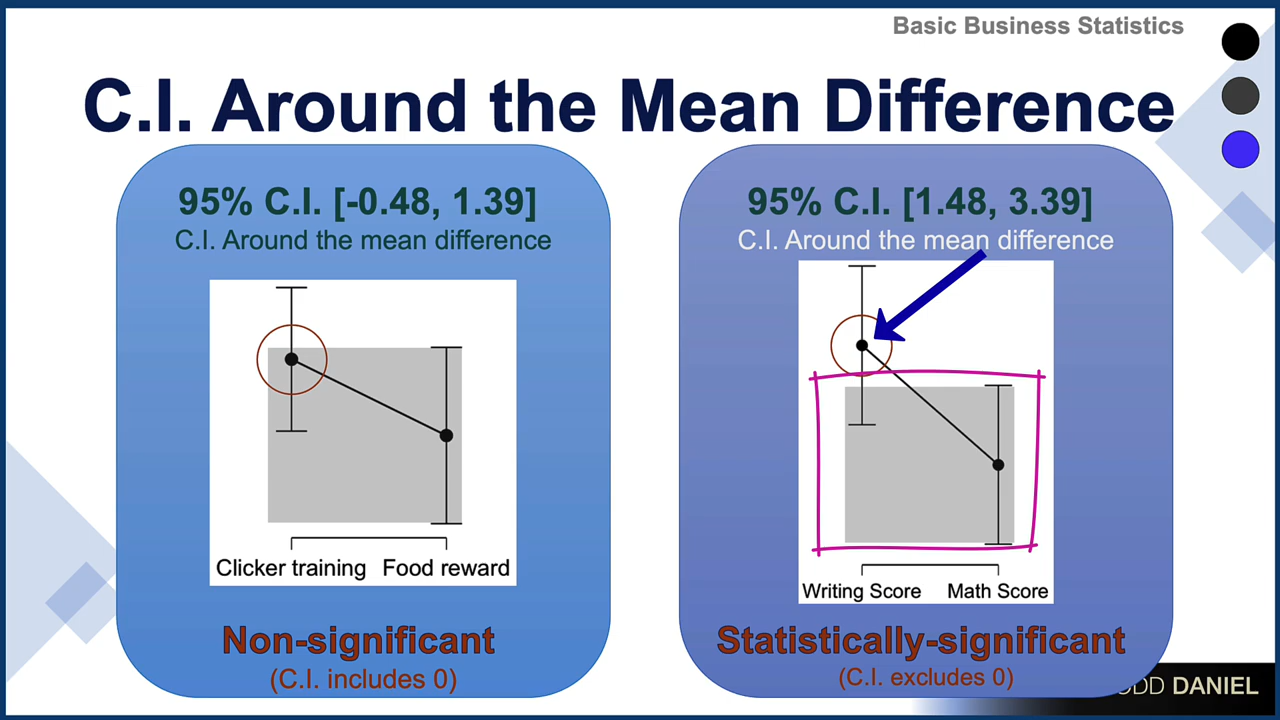 Basic Business Statistics
C.I. Around the Mean Difference
95% C.I. [-0.48, 1.39]
C.I. Around the mean difference
Clicker training Food reward
Non-significant
(C.I. includes 0)
95% C.I. [1.48, 3.39]
C.I. Around the mean difference
Writing Score Math Score
Statistically-significant
(C.I. excludes 0)
DANIEL